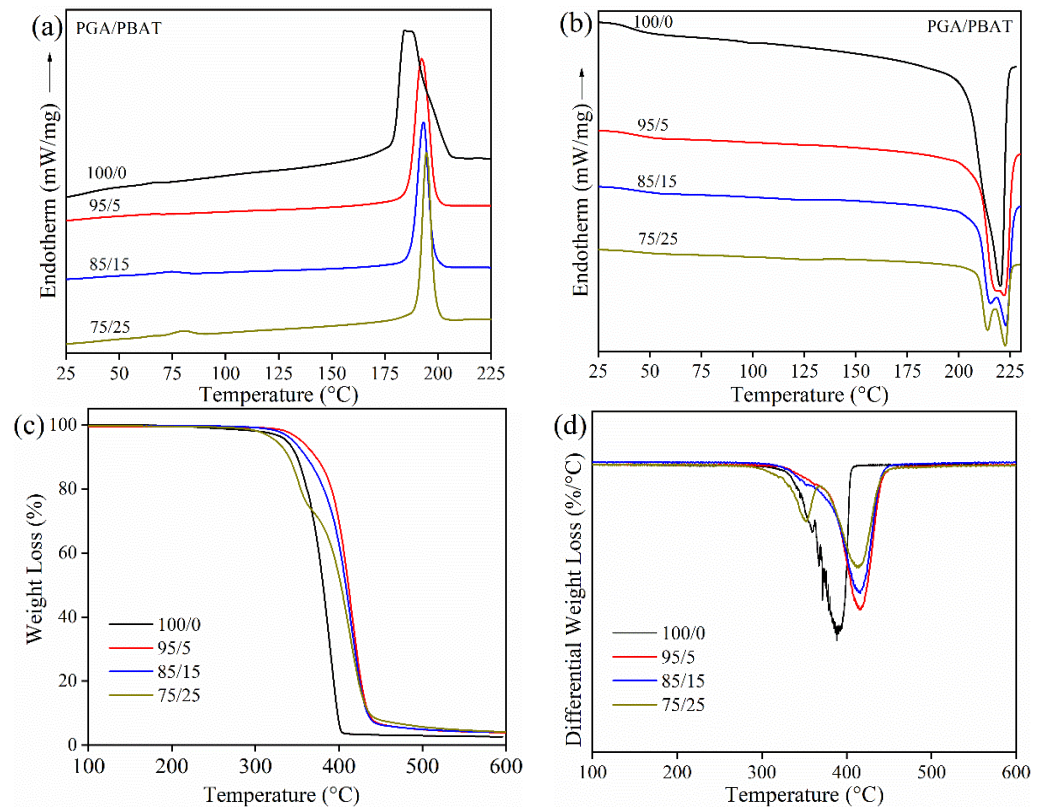 (a)
PGA/PBAT
Endotherm (mW/mg)
100/0
95/5
85/15
75/25
25 50 75 100 125 150 175 200 225
Temperature (°C)
(b)
PGA/PBAT
Endotherm (mW/mg)
100/0
95/5
85/15
75/25
25 50 75 100 125 150 175 200 225
Temperature (°C)
(c)
Weight Loss (%)
100
80
60
40
20
0
100/0
95/5
85/15
75/25
100 200 300 400 500 600
Temperature (°C)
(d)
Differential Weight Loss (%/°C)
100/0
95/5
85/15
75/25
100 200 300 400 500 600
Temperature (°C)